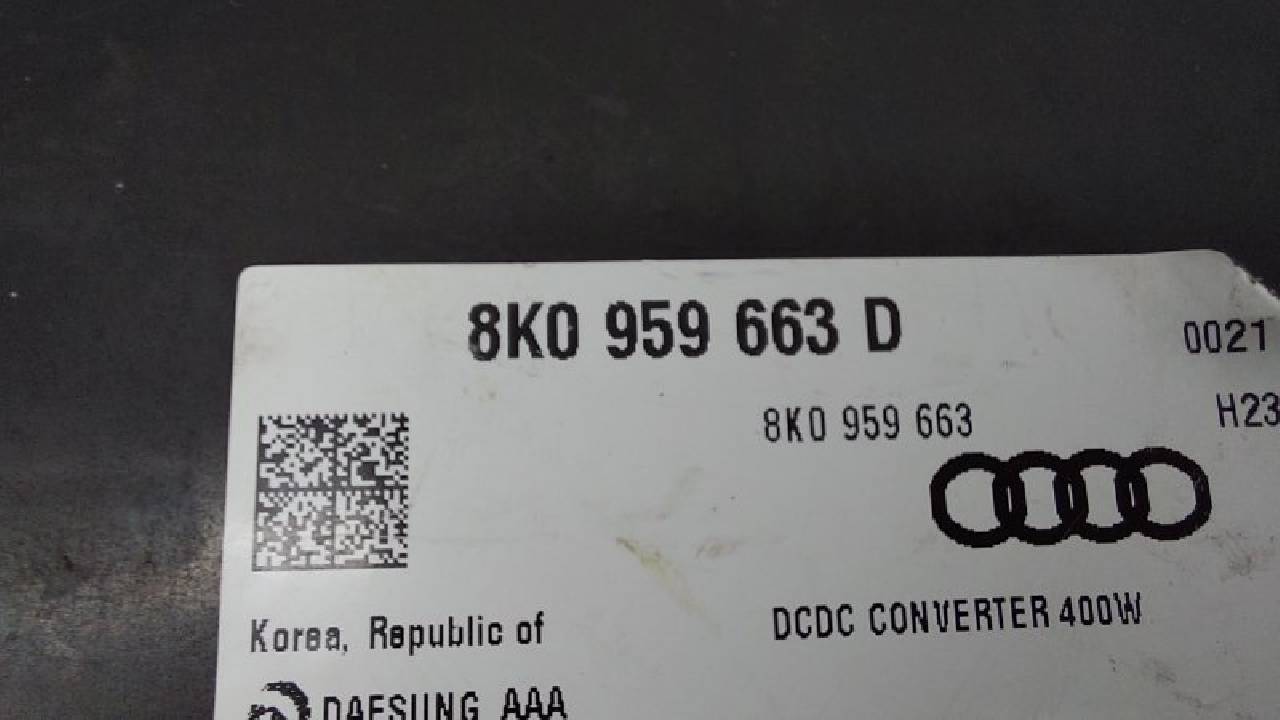 8K0 959 663 D
0021
8K0 959 663
H23
DCDC CONVERTER 400W
Korea, Republic of
DAESUNG AAA